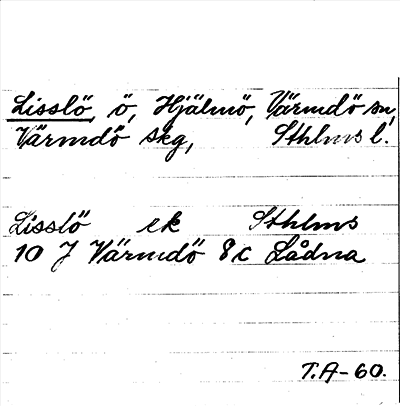 Lisslö, ö, Hjälmö, Värmdö sn,
Värmdö skg, Sthlms l.
Lisslö ek Sthlms
10 J Värmdö 8c Lådna
T.A-60.